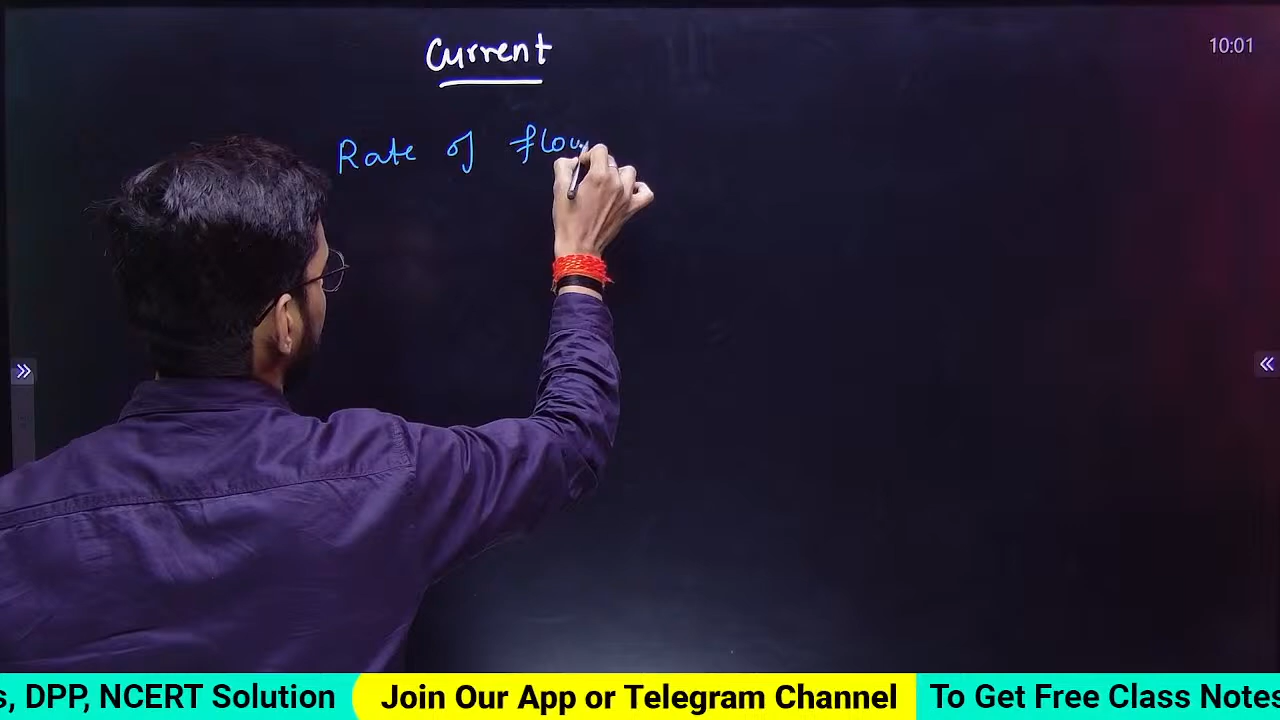 Current
10:01
Rate of flow
s, DPP, NCERT Solution Join Our App or Telegram Channel To Get Free Class Notes